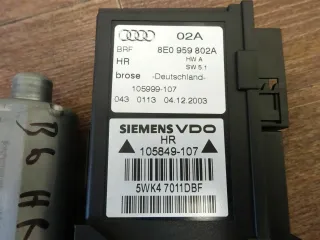 02A
BRF 8E0 959 802A
HR HW A
SW 5.1
brose -Deutschland-
105999-107
043 0113 04.12.2003
SIEMENS VDO
HR
105849-107
5WK4 7011DBF
B6 HR